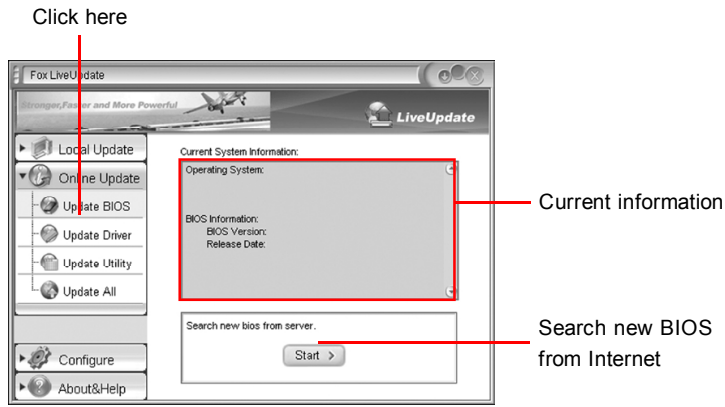 Click here
Fox LiveUpdate
Stronger,Faster and More Powerful
LiveUpdate
Local Update
Online Update
Update BIOS
Update Driver
Update Utility
Update All
Configure
About&Help
Current System Information:
Operating System:
BIOS Information:
BIOS Version:
Release Date:
Search new bios from server.
Start >
Current information
Search new BIOS
from Internet